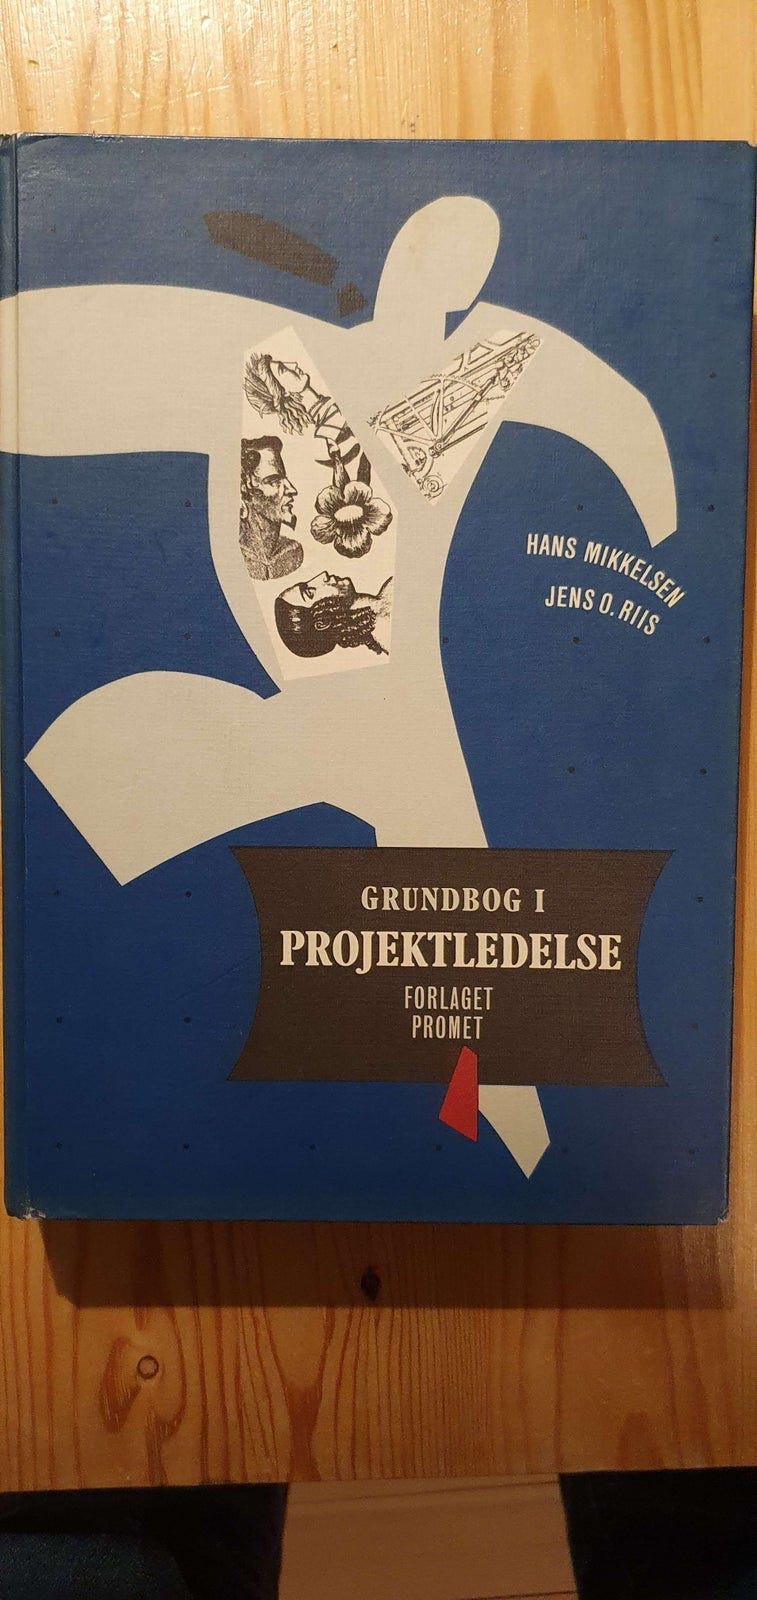 HANS MIKKELSEN
JENS O. RIIS
GRUNDBOG I
PROJEKTLEDELSE
FORLAGET
PROMET